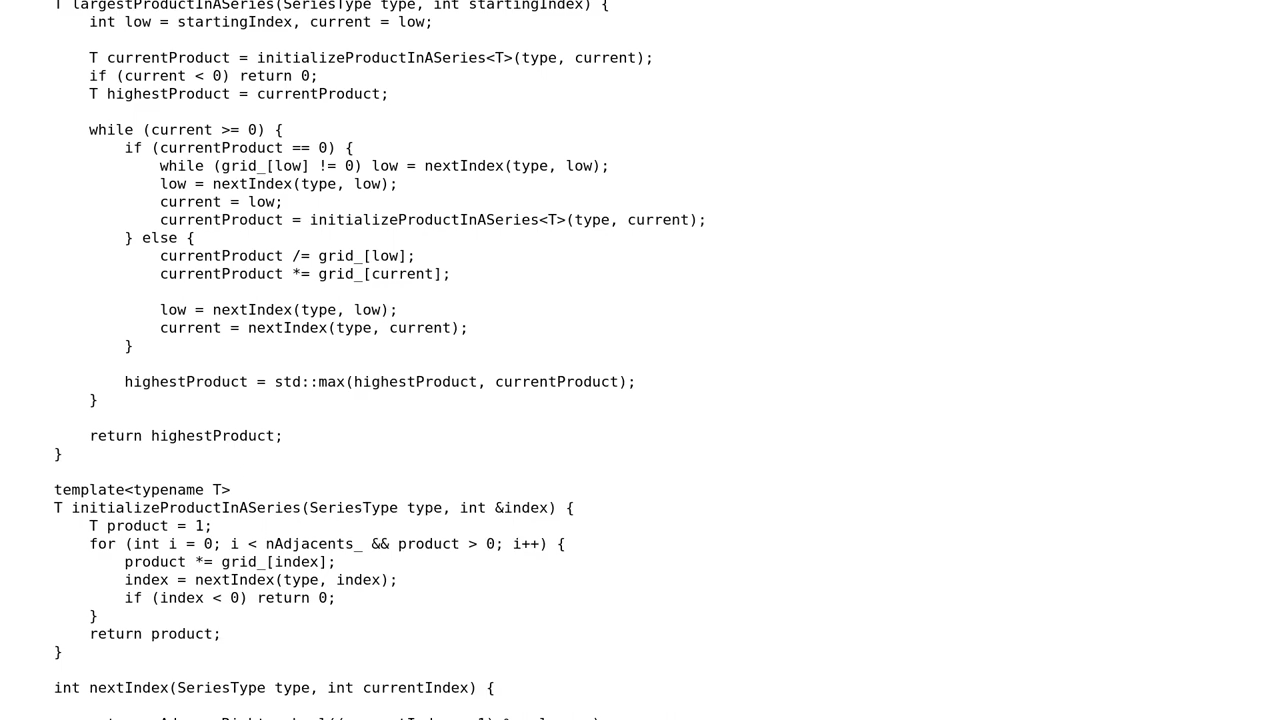 T largestProductInASeries(SeriesType type, int startingIndex) {
int low = startingIndex, current = low;
T currentProduct = initializeProductInASeries<T>(type, current);
if (current < 0) return 0;
T highestProduct = currentProduct;
while (current >= 0) {
if (currentProduct == 0) {
while (grid_[low] != 0) low = nextIndex(type, low);
low = nextIndex(type, low);
current = low;
currentProduct = initializeProductInASeries<T>(type, current);
} else {
currentProduct /= grid_[low];
currentProduct *= grid_[current];
low = nextIndex(type, low);
current = nextIndex(type, current);
}
highestProduct = std::max(highestProduct, currentProduct);
}
return highestProduct;
}
template<typename T>
T initializeProductInASeries(SeriesType type, int &index) {
T product = 1;
for (int i = 0; i < nAdjacents_ && product > 0; i++) {
product *= grid_[index];
index = nextIndex(type, index);
if (index < 0) return 0;
}
return product;
}
int nextIndex(SeriesType type, int currentIndex) {